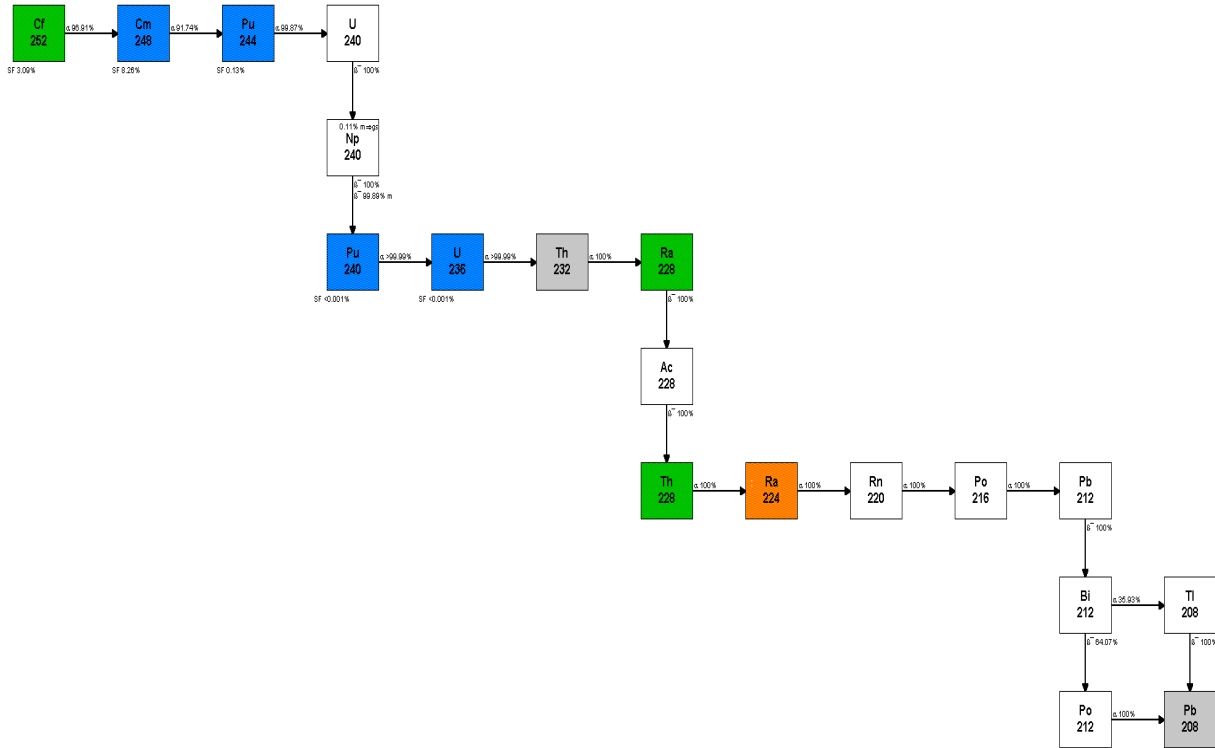 Cf
252
α 96.91%
Cm
248
α 91.74%
Pu
244
α 99.87%
U
240
SF 3.09%
SF 8.26%
SF 0.13%
β⁻ 100%
0.11% m⇒gs
Np
240
β⁻ 100%
β⁻ 99.89% m
Pu
240
α >99.99%
U
236
α >99.99%
Th
232
α 100%
Ra
228
SF <0.001%
SF <0.001%
β⁻ 100%
Ac
228
β⁻ 100%
Th
228
α 100%
Ra
224
α 100%
Rn
220
α 100%
Po
216
α 100%
Pb
212
β⁻ 100%
Bi
212
α 35.93%
Tl
208
β⁻ 64.07%
β⁻ 100%
Po
212
α 100%
Pb
208